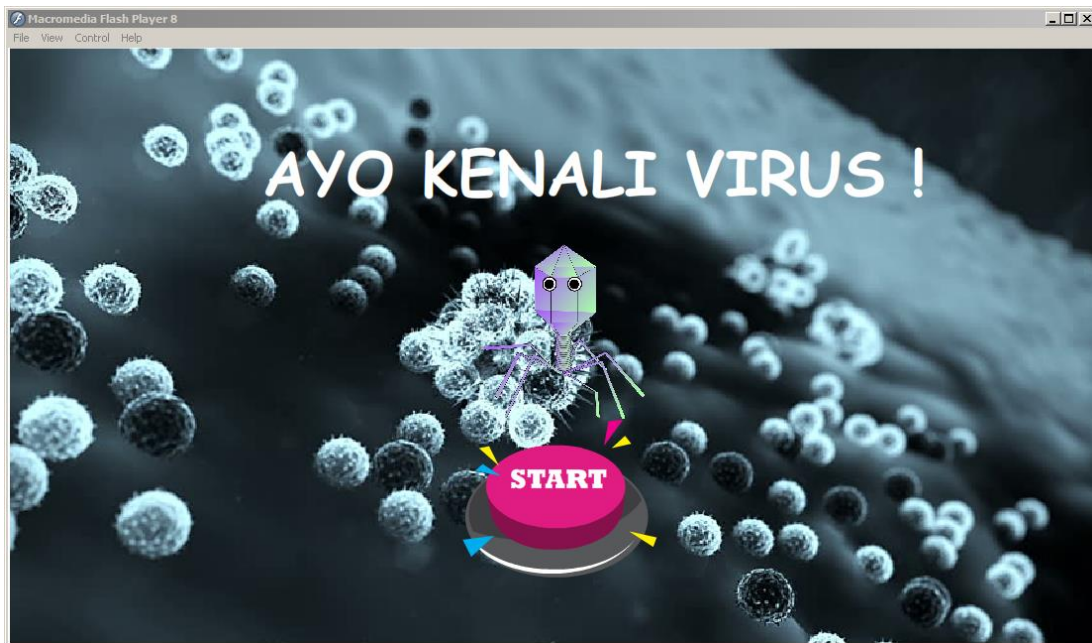 Macromedia Flash Player 8
File View Control Help
AYO KENALI VIRUS !
START